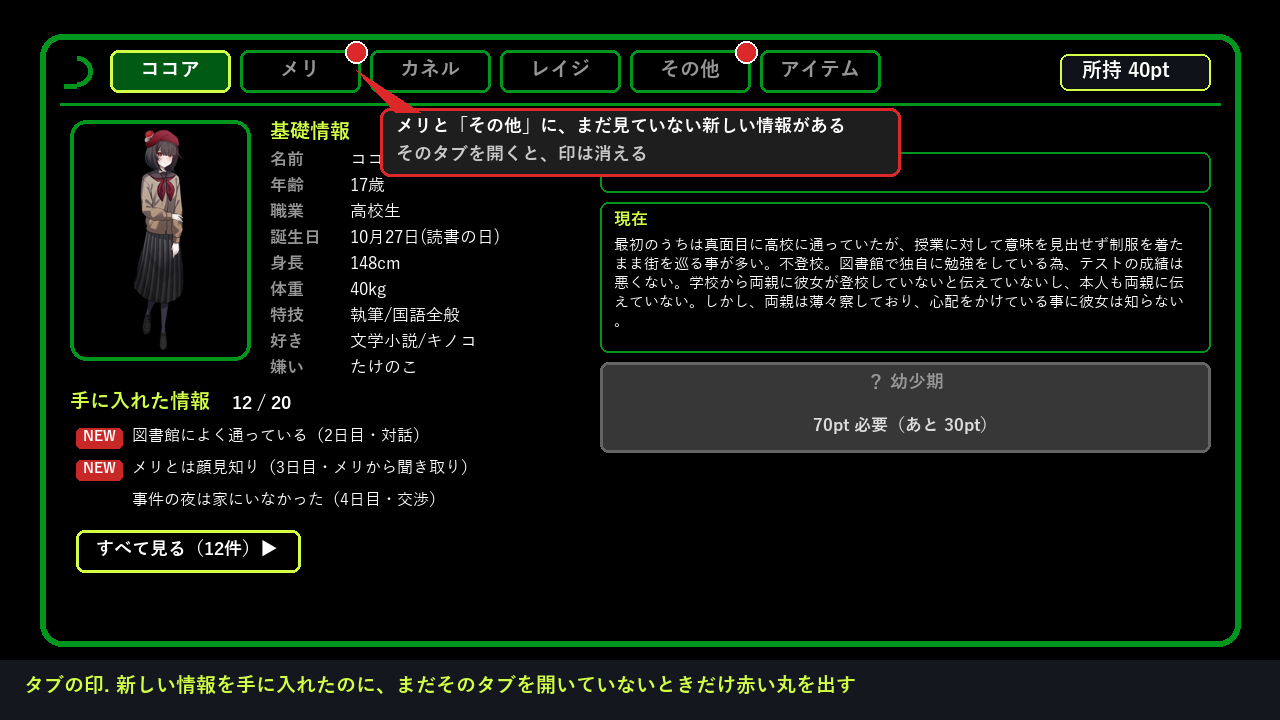 ココア
メリ
カネル
レイジ
その他
アイテム
所持 40pt
メリと「その他」に、まだ見ていない新しい情報がある
そのタブを開くと、印は消える
基礎情報
名前 ココ
年齢 17歳
職業 高校生
誕生日 10月27日(読書の日)
身長 148cm
体重 40kg
特技 執筆/国語全般
好き 文学小説/キノコ
嫌い たけのこ
現在
最初のうちは真面目に高校に通っていたが、授業に対して意味を見出せず制服を着た
まま街を巡る事が多い。不登校。図書館で独自に勉強をしている為、テストの成績は
悪くない。学校から両親に彼女が登校していないと伝えていないし、本人も両親に伝
えていない。しかし、両親は薄々察しており、心配をかけている事に彼女は知らない
。
? 幼少期
70pt 必要（あと 30pt）
手に入れた情報 12 / 20
NEW 図書館によく通っている（2日目・対話）
NEW メリとは顔見知り（3日目・メリから聞き取り）
事件の夜は家にいなかった（4日目・交渉）
すべて見る（12件）▶
タブの印. 新しい情報を手に入れたのに、まだそのタブを開いていないときだけ赤い丸を出す